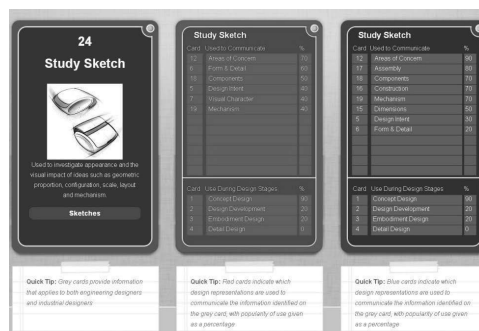 24
Study Sketch
Used to investigate appearance and the
visual impact of ideas such as geometric
proportion, configuration, scale, layout
and mechanism.
Sketches
Quick Tip: Grey cards provide information
that applies to both engineering designers
and industrial designers
Study Sketch
Card Used to Communicate %
12 Areas of Concern 70
6 Form & Detail 60
18 Components 50
5 Design Intent 40
7 Visual Character 40
19 Mechanism 40
Card Use During Design Stages %
1 Concept Design 90
2 Design Development 20
3 Embodiment Design 20
4 Detail Design 0
Quick Tip: Red cards indicate which
design representations are used to
communicate the information identified on
the grey card, with popularity of use given
as a percentage
Study Sketch
Card Used to Communicate %
12 Areas of Concern 90
17 Assembly 80
18 Components 70
16 Construction 70
19 Mechanism 70
15 Dimensions 50
5 Design Intent 30
6 Form & Detail 20
Card Use During Design Stages %
1 Concept Design 90
2 Design Development 20
3 Embodiment Design 20
4 Detail Design 0
Quick Tip: Blue cards indicate which
design representations are used to
communicate the information identified on
the grey card, with popularity of use given
as a percentage